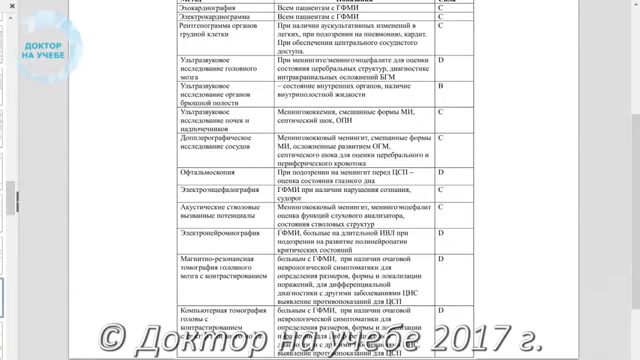 ДОКТОР
НА УЧЕБЕ
Эхокардиография Всем пациентам с ГФМИ С
Электрокардиограмма Всем пациентам с ГФМИ С
Рентгенограмма органов При наличии аускультативных изменений в С
грудной клетки легких, при подозрении на пневмонию, кардит.
При обеспечении центрального сосудистого
доступа.
Ультразвуковое При менингите/менингоэнцефалите для оценки D
исследование головного состояния церебральных структур, диагностике
мозга интракраниальных осложнений БГМ
Ультразвуковое – состояние внутренних органов, наличие В
исследование органов внутриполостной жидкости
брюшной полости
Ультразвуковое Менингококкемия, смешанные формы МИ, С
исследование почек и септический шок, ОПН
надпочечников
Допплерографическое Менингококковый менингит, смешанные формы С
исследование сосудов МИ, осложненные развитием ОГМ,
септического шока для оценки церебрального и
периферического кровотока
Офтальмоскопия При подозрении на менингит перед ЦСП – D
оценка состояния глазного дна
Электроэнцефалография ГФМИ при наличии нарушения сознания, С
судорог
Акустические стволовые Менингококковый менингит, менингоэнцефалит С
вызванные потенциалы оценка функций слухового анализатора,
состояния стволовых структур
Электронейромиография ГФМИ, больные на длительной ИВЛ при D
подозрении на развитие полинейропатии
критических состояний
Магнитно-резонансная больным с ГФМИ, при наличии очаговой D
томография головного неврологической симптоматики для
мозга с контрастированием определения размеров, формы и локализации
поражений, для дифференциальной
диагностики с другими заболеваниями ЦНС
выявление противопоказаний для ЦСП
Компьютерная томография больным с ГФМИ, при наличии очаговой D
головы с неврологической симптоматики для
контрастированием определения размеров, формы и
© Доктор на учебе 2017 г.
выявление противопоказаний для ЦСП